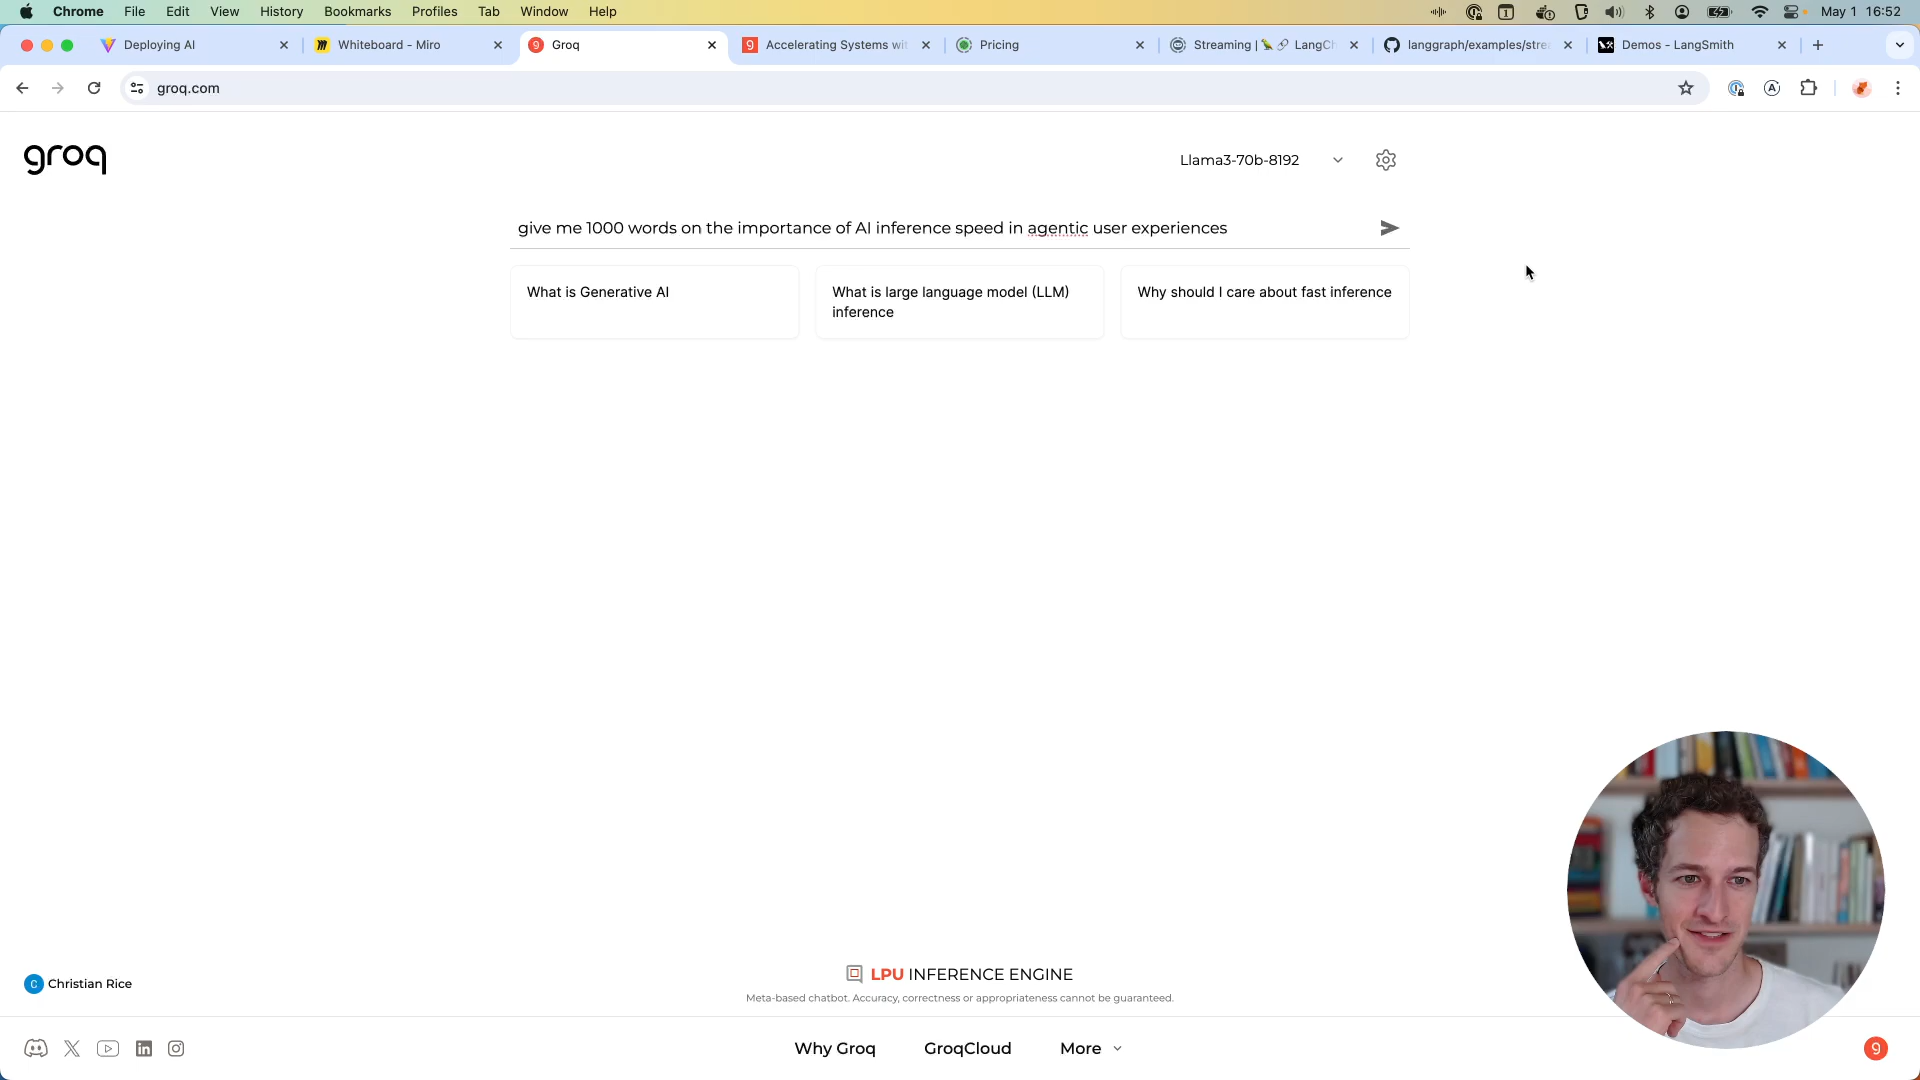 Chrome File Edit View History Bookmarks Profiles Tab Window Help
1
May 1 16:52
Deploying AI
Whiteboard - Miro
Groq
Accelerating Systems wit
Pricing
Streaming | 🦜🔗 LangCh
langgraph/examples/strea
Demos - LangSmith
groq.com
groq
Llama3-70b-8192
give me 1000 words on the importance of AI inference speed in agentic user experiences
What is Generative AI
What is large language model (LLM)
inference
Why should I care about fast inference
C Christian Rice
LPU INFERENCE ENGINE
Meta-based chatbot. Accuracy, correctness or appropriateness cannot be guaranteed.
Why Groq GroqCloud More